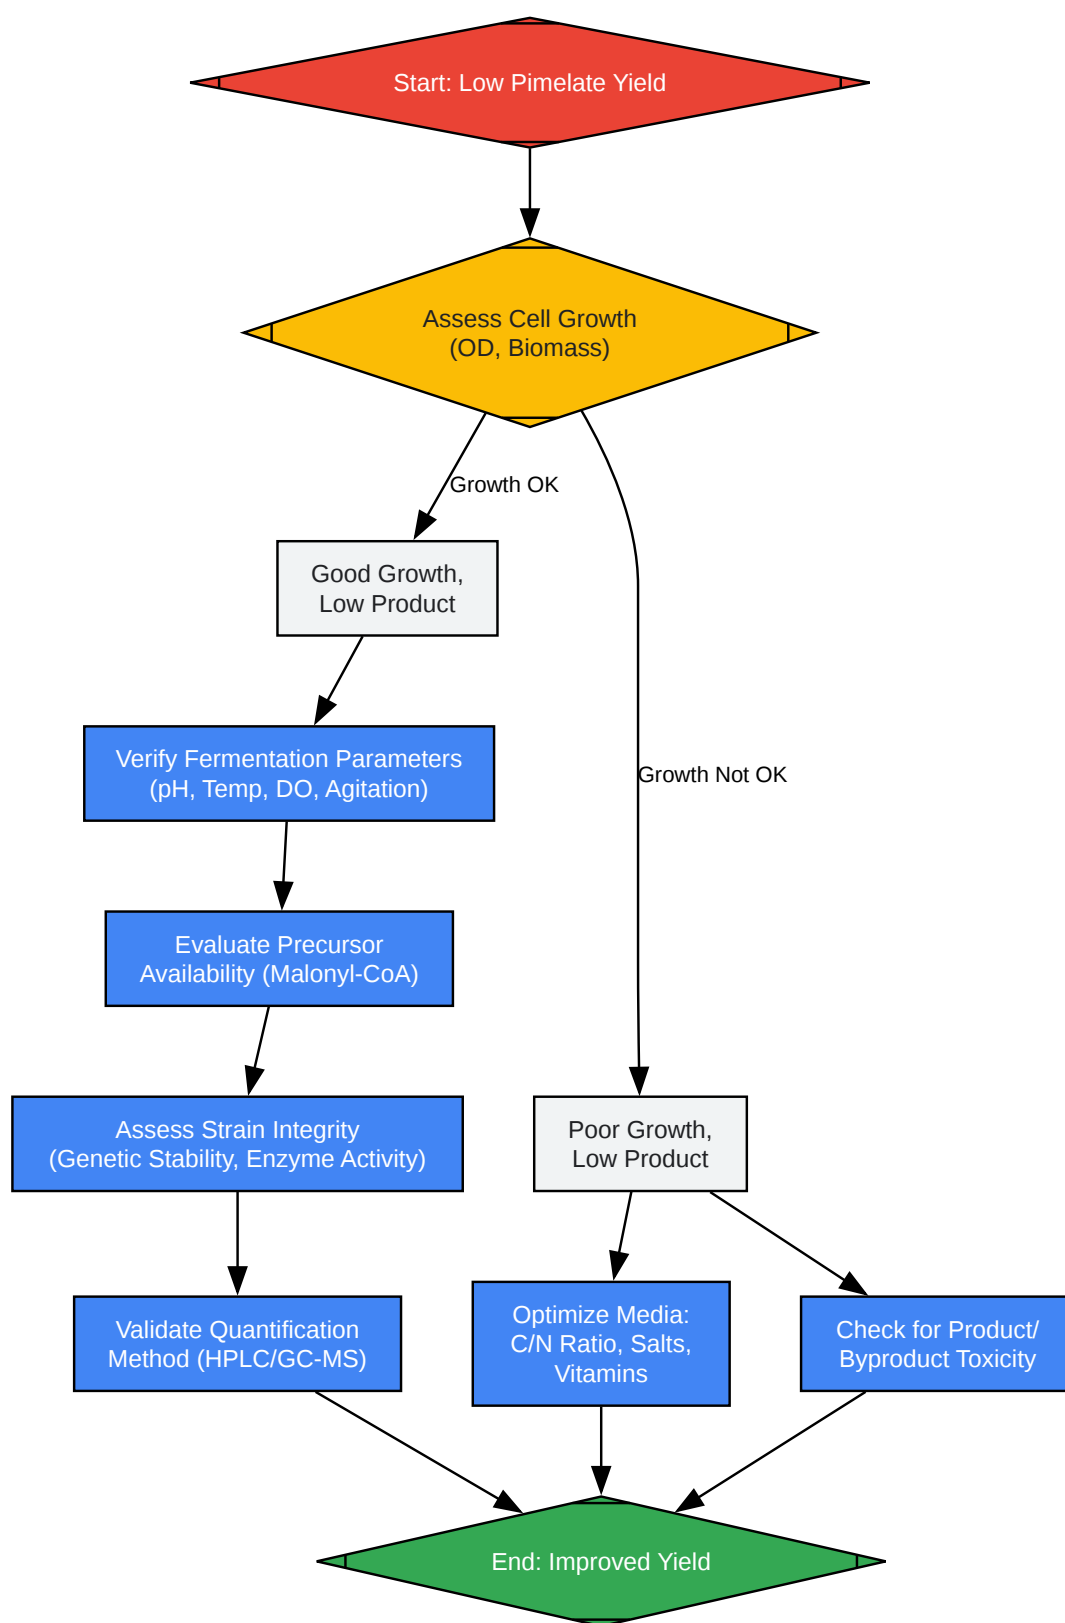 Start: Low Pimelate Yield
Assess Cell Growth
(OD, Biomass)
Growth OK
Good Growth,
Low Product
Verify Fermentation Parameters
(pH, Temp, DO, Agitation)
Growth Not OK
Evaluate Precursor
Availability (Malonyl-CoA)
Assess Strain Integrity
(Genetic Stability, Enzyme Activity)
Poor Growth,
Low Product
Validate Quantification
Method (HPLC/GC-MS)
Optimize Media:
C/N Ratio, Salts,
Vitamins
Check for Product/
Byproduct Toxicity
End: Improved Yield